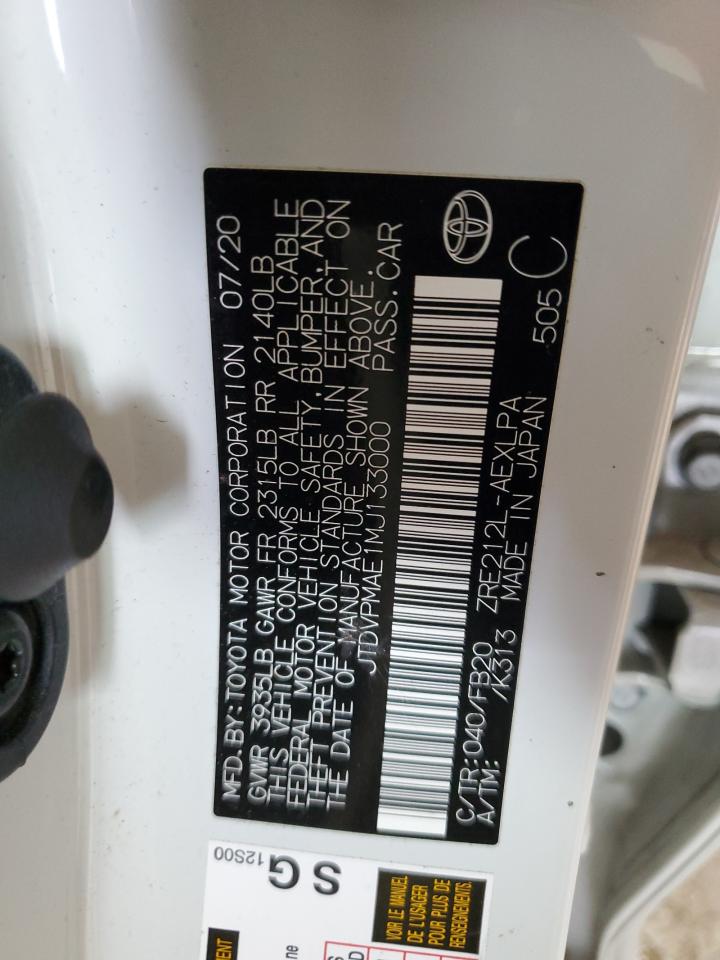 MFD.BY:TOYOTA MOTOR CORPORATION 07/20
GVWR 3935LB GAWR FR 2315LB RR 2140LB
THIS VEHICLE CONFORMS TO ALL APPLICABLE
FEDERAL MOTOR VEHICLE SAFETY,BUMPER,AND
THEFT PREVENTION STANDARDS IN EFFECT ON
THE DATE OF MANUFACTURE SHOWN ABOVE.
JTDVPMAE1MJ133000 PASS.CAR
C/TR:040/FB20 ZRE212L-AEXLPA
A/TM: /K313 MADE IN JAPAN 505 C
SG
12S00
VOIR LE MANUEL
DE L'USAGER
POUR PLUS DE
RENSEIGNEMENTS